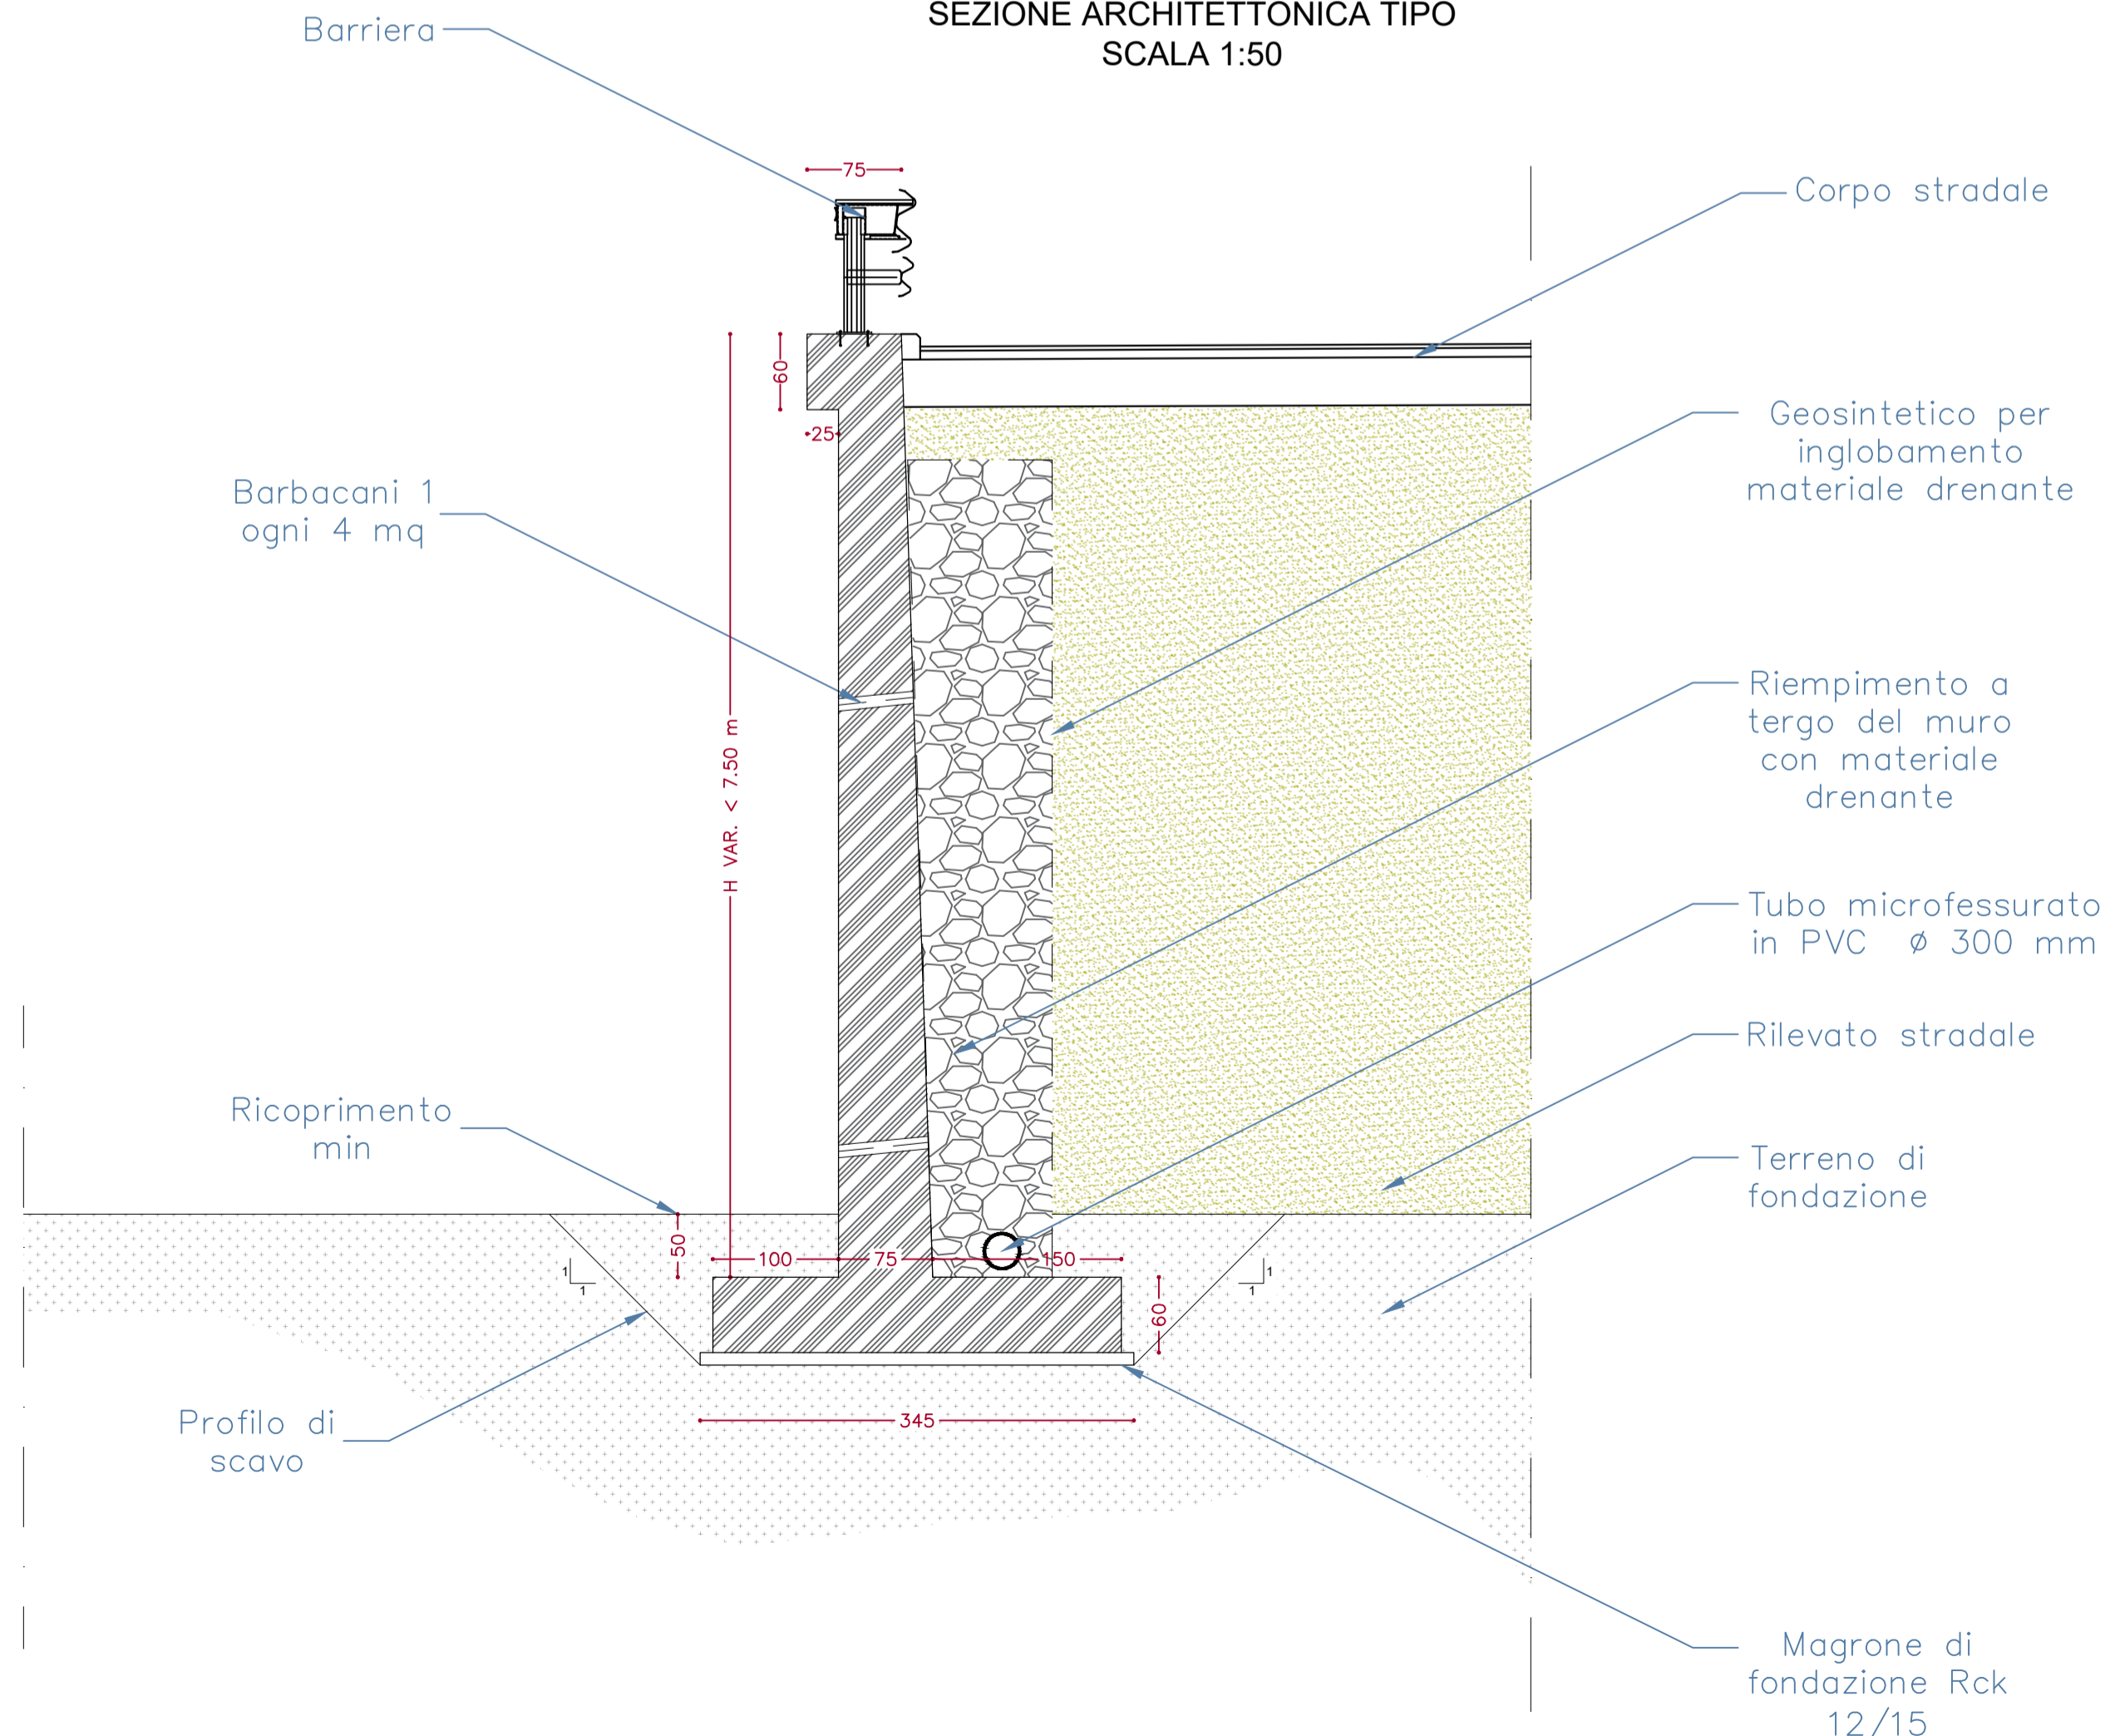 SEZIONE ARCHITETTONICA TIPO
SCALA 1:50
Barriera
75
Corpo stradale
60
25
Geosintetico per
inglobamento
materiale drenante
Barbacani 1
ogni 4 mq
H VAR. < 7.50 m
Riempimento a
tergo del muro
con materiale
drenante
Tubo microfessurato
in PVC ø 300 mm
Rilevato stradale
Ricoprimento
min
Terreno di
fondazione
50
100
75
150
1
1
1
1
60
345
Profilo di
scavo
Magrone di
fondazione Rck
12/15